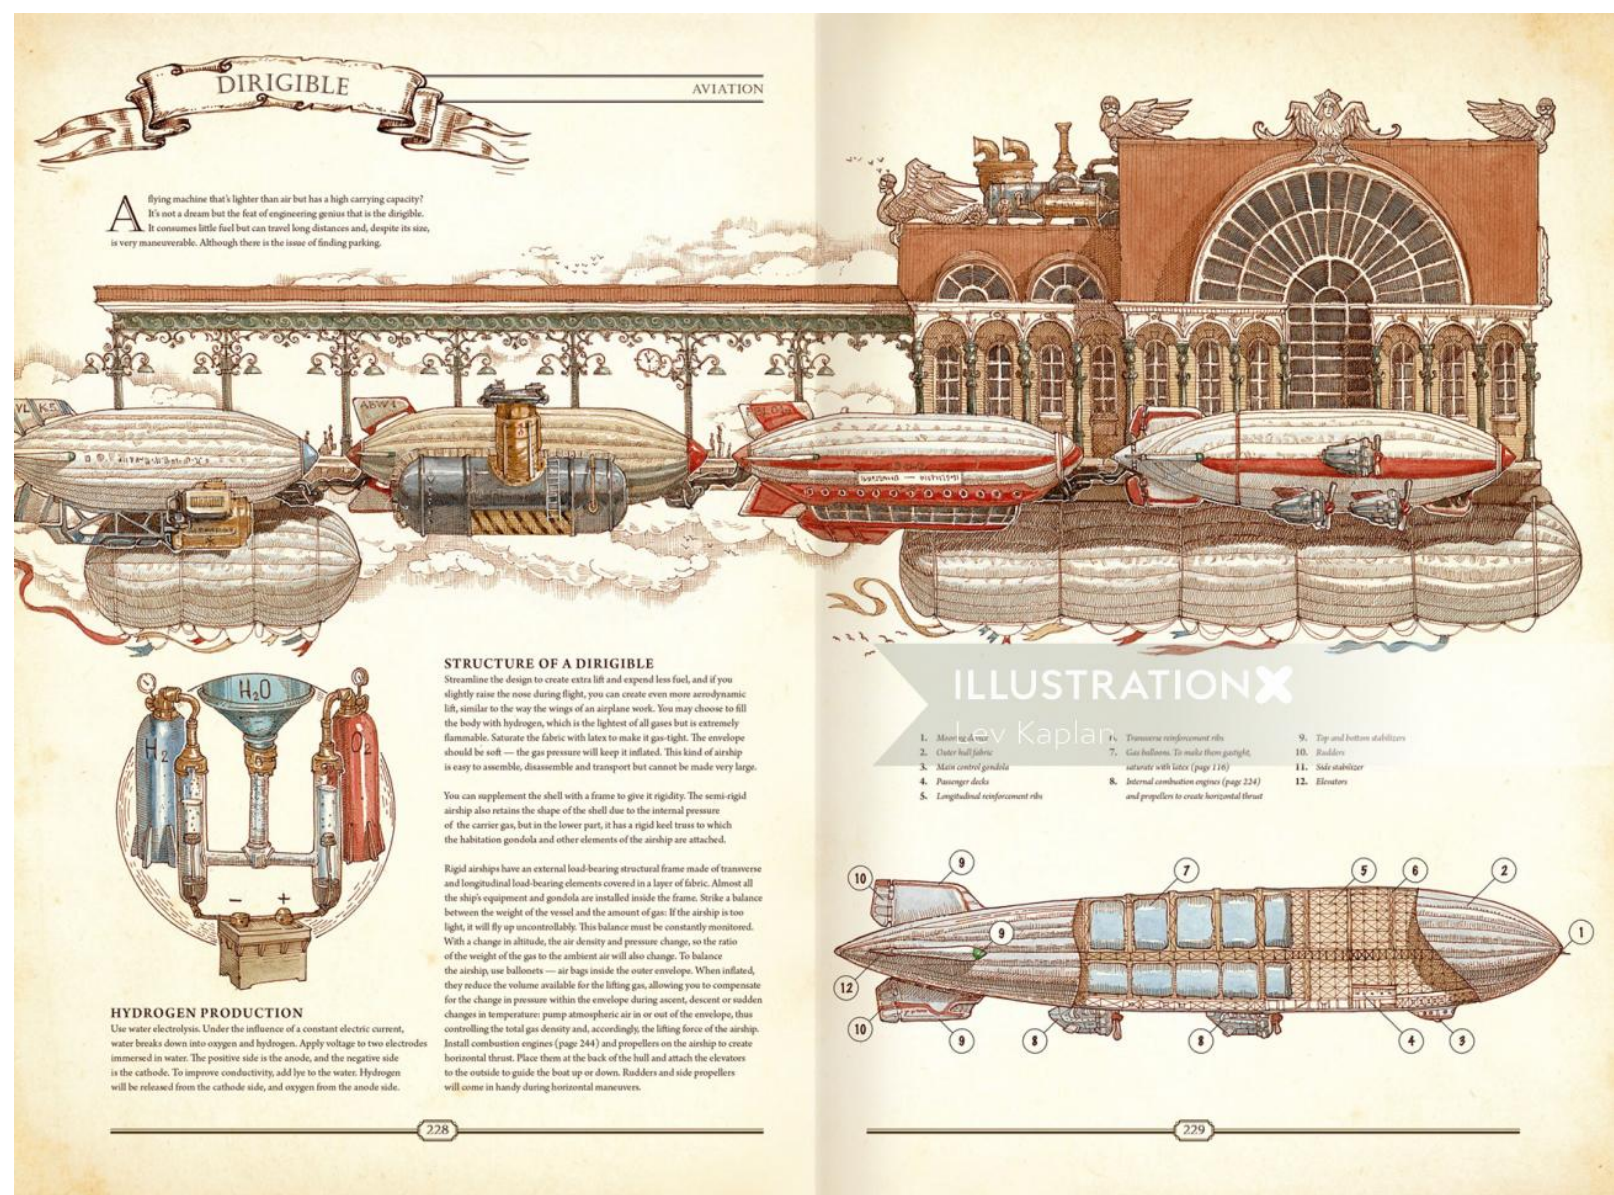 DIRIGIBLE
AVIATION
A flying machine that's lighter than air but has a high carrying capacity?
It's not a dream but the feat of engineering genius that is the dirigible.
It consumes little fuel but can travel long distances and, despite its size,
is very maneuverable. Although there is the issue of finding parking.
VL KS
ABW1
H₂O
H₂
O₂
- +
HYDROGEN PRODUCTION
Use water electrolysis. Under the influence of a constant electric current,
water breaks down into oxygen and hydrogen. Apply voltage to two electrodes
immersed in water. The positive side is the anode, and the negative side
is the cathode. To improve conductivity, add lye to the water. Hydrogen
will be released from the cathode side, and oxygen from the anode side.
STRUCTURE OF A DIRIGIBLE
Streamline the design to create extra lift and expend less fuel, and if you
slightly raise the nose during flight, you can create even more aerodynamic
lift, similar to the way the wings of an airplane work. You may choose to fill
the body with hydrogen, which is the lightest of all gases but is extremely
flammable. Saturate the fabric with latex to make it gas-tight. The envelope
should be soft — the gas pressure will keep it inflated. This kind of airship
is easy to assemble, disassemble and transport but cannot be made very large.
You can supplement the shell with a frame to give it rigidity. The semi-rigid
airship also retains the shape of the shell due to the internal pressure
of the carrier gas, but in the lower part, it has a rigid keel truss to which
the habitation gondola and other elements of the airship are attached.
Rigid airships have an external load-bearing structural frame made of transverse
and longitudinal load-bearing elements covered in a layer of fabric. Almost all
the ship's equipment and gondola are installed inside the frame. Strike a balance
between the weight of the vessel and the amount of gas: If the airship is too
light, it will fly up uncontrollably. This balance must be constantly monitored.
With a change in altitude, the air density and pressure change, so the ratio
of the weight of the gas to the ambient air will also change. To balance
the airship, use ballonets — air bags inside the outer envelope. When inflated,
they reduce the volume available for the lifting gas, allowing you to compensate
for the change in pressure within the envelope during ascent, descent or sudden
changes in temperature: pump atmospheric air in or out of the envelope, thus
controlling the total gas density and, accordingly, the lifting force of the airship.
Install combustion engines (page 244) and propellers on the airship to create
horizontal thrust. Place them at the back of the hull and attach the elevators
to the outside to guide the boat up or down. Rudders and side propellers
will come in handy during horizontal maneuvers.
228
ILLUSTRATIONX
Lev Kaplan
1. Mooring
2. Outer hull fabric
3. Main control gondola
4. Passenger decks
5. Longitudinal reinforcement ribs
6. Transverse reinforcement ribs
7. Gas balloons. To make them gastight,
saturate with latex (page 116)
8. Internal combustion engines (page 224)
and propellers to create horizontal thrust
9. Top and bottom stabilizers
10. Rudders
11. Side stabilizer
12. Elevators
10 9 7 5 6 2
9 1
12
10 9 8 8 4 3
229